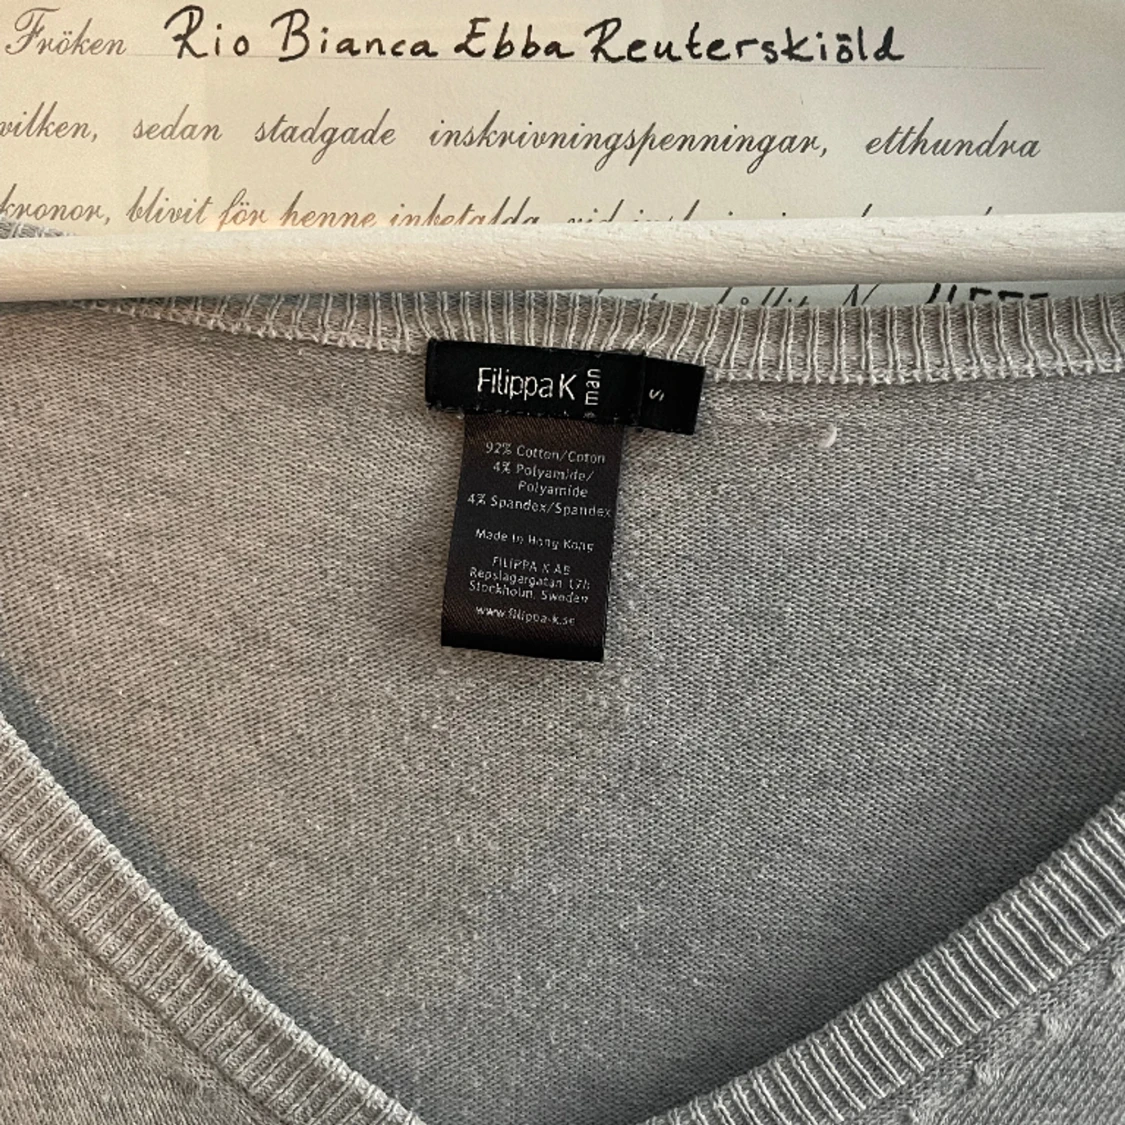 Fröken Rio Bianca Ebba Reuterskiöld
vilken, sedan stadgade inskrivningspenningar, etthundra
kronor, blivit för henne inbetalda vid
Filippa K man S
92% Cotton/Coton
4% Polyamide/
Polyamide
4% Spandex/Spandex
Made in Hong Kong
FILIPPA K AB
Repslagargatan 17b
Stockholm, Sweden
www.filippa-k.se